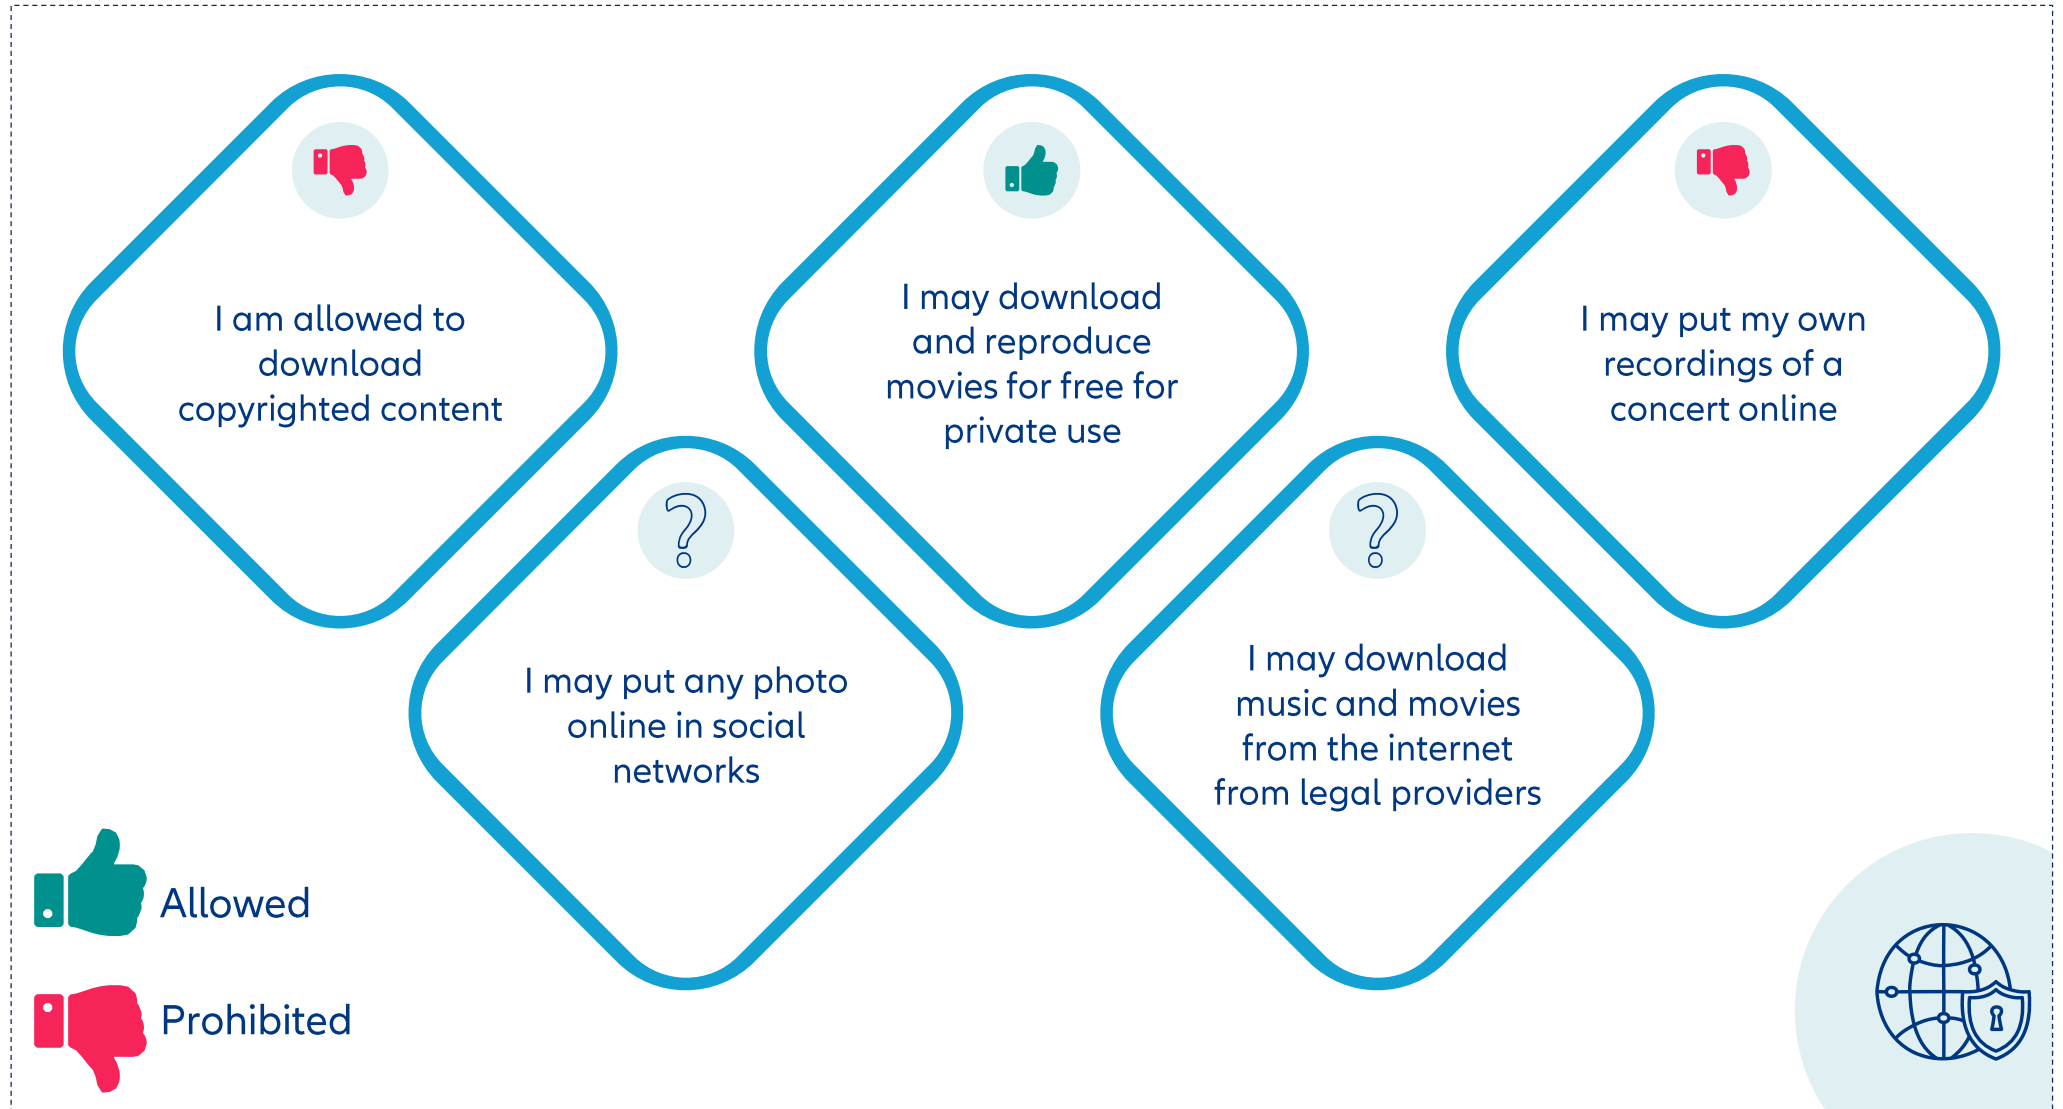 I am allowed to
download
copyrighted content
I may download
and reproduce
movies for free for
private use
I may put my own
recordings of a
concert online
I may put any photo
online in social
networks
I may download
music and movies
from the internet
from legal providers
Allowed
Prohibited